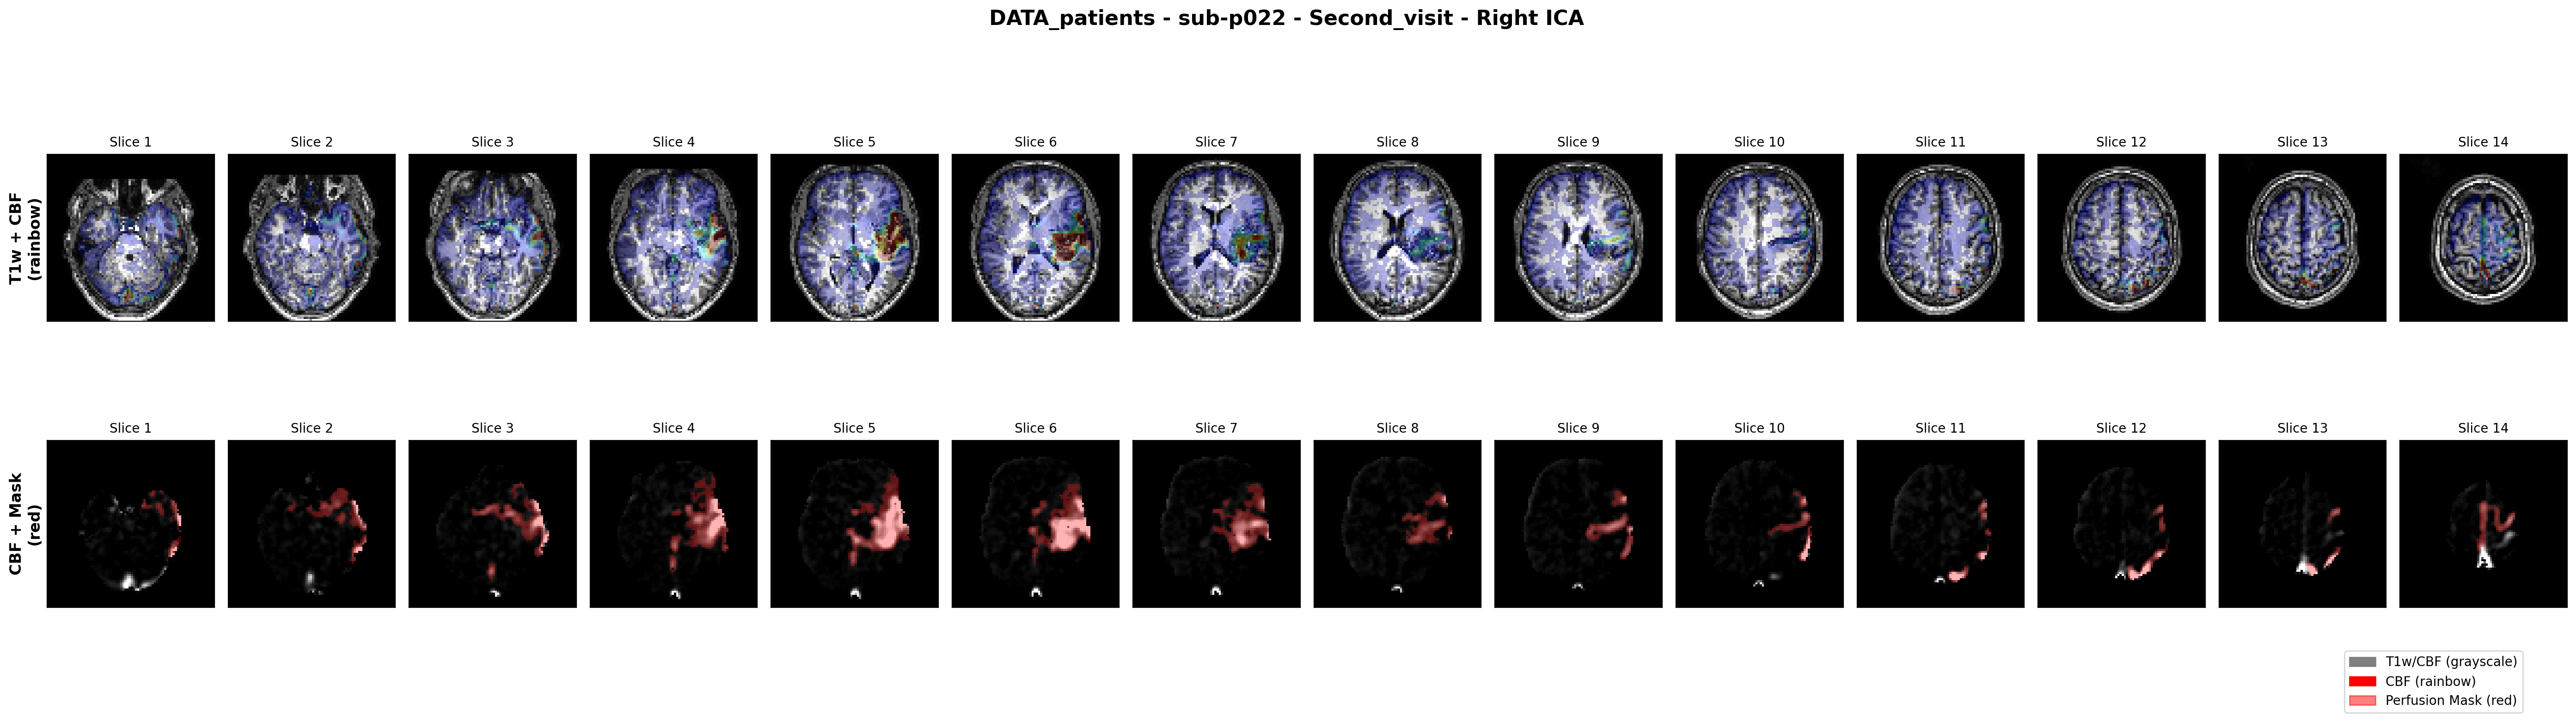 DATA_patients - sub-p022 - Second_visit - Right ICA
T1w + CBF
(rainbow)
Slice 1
Slice 2
Slice 3
Slice 4
Slice 5
Slice 6
Slice 7
Slice 8
Slice 9
Slice 10
Slice 11
Slice 12
Slice 13
Slice 14
CBF + Mask
(red)
Slice 1
Slice 2
Slice 3
Slice 4
Slice 5
Slice 6
Slice 7
Slice 8
Slice 9
Slice 10
Slice 11
Slice 12
Slice 13
Slice 14
T1w/CBF (grayscale)
CBF (rainbow)
Perfusion Mask (red)